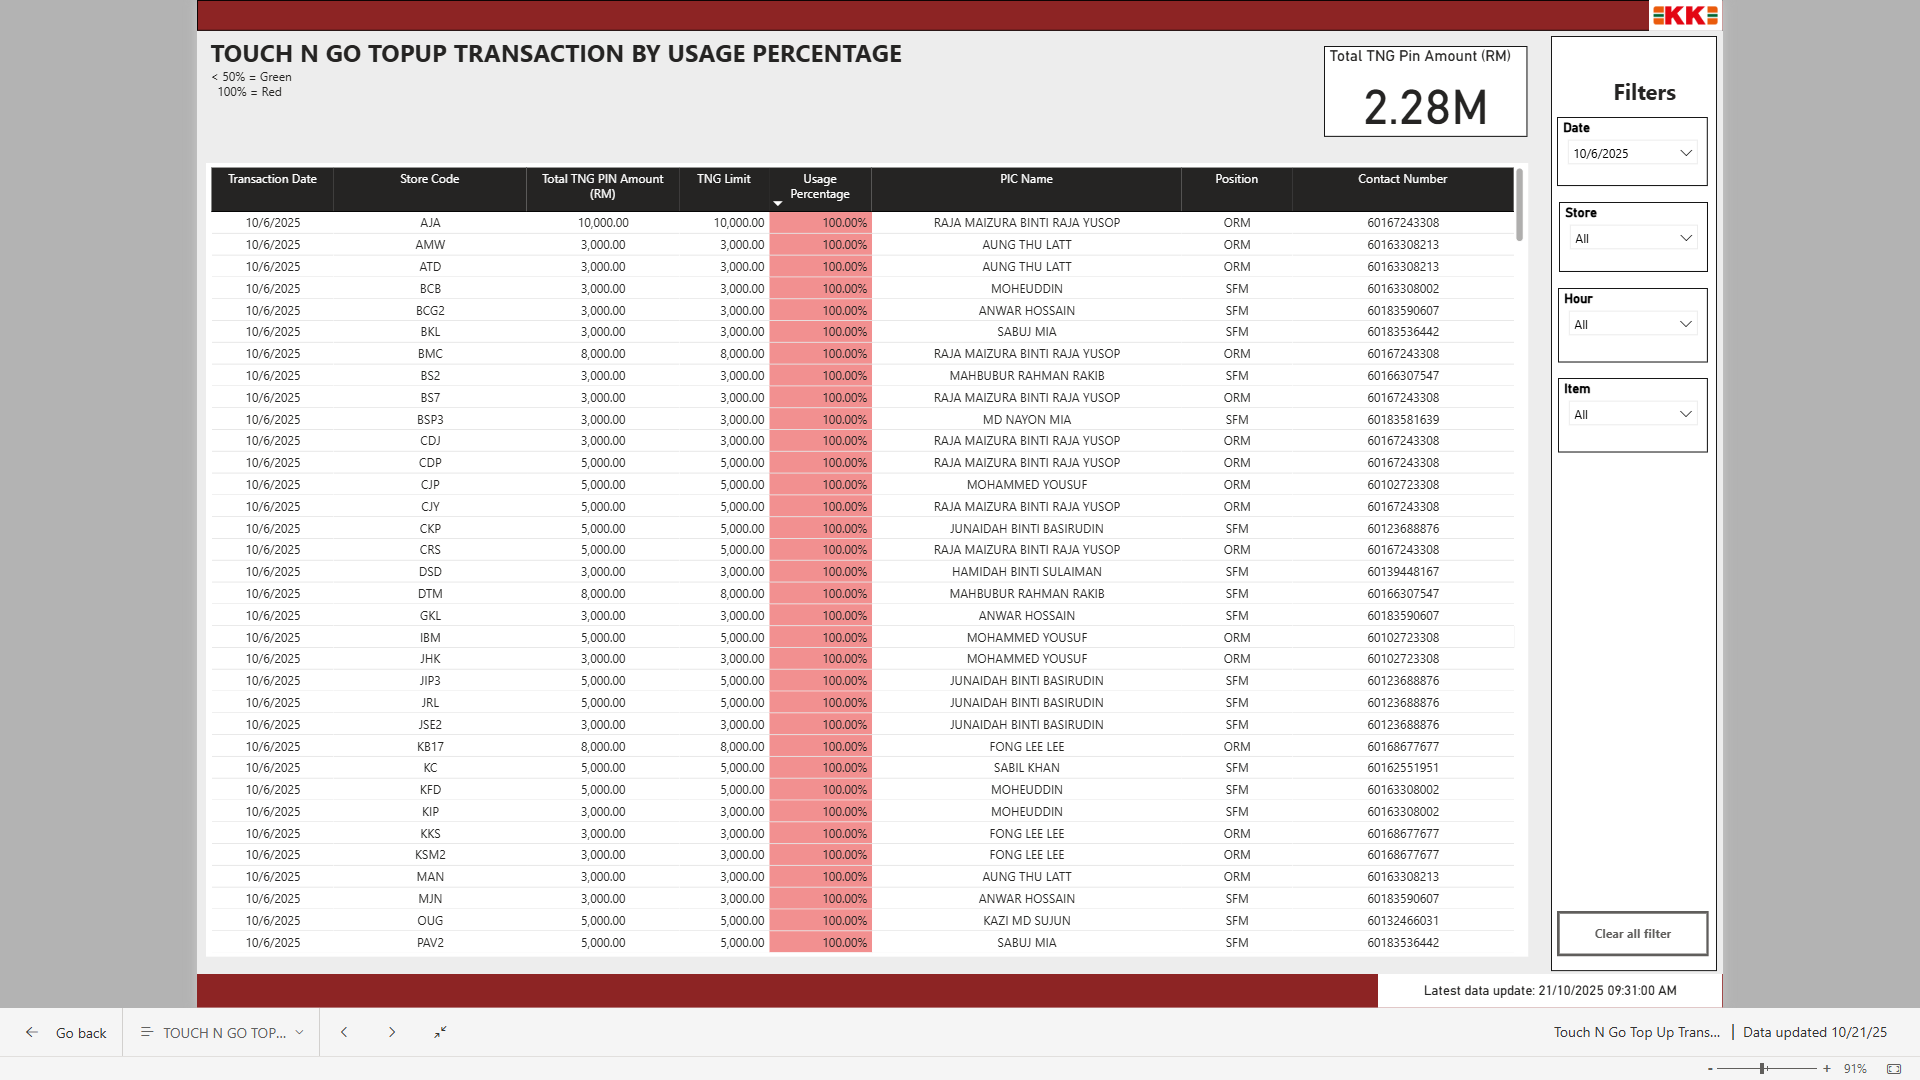 KK
TOUCH N GO TOPUP TRANSACTION BY USAGE PERCENTAGE
< 50% = Green
100% = Red
Total TNG Pin Amount (RM)
2.28M
Filters
Date
10/6/2025
Store
All
Hour
All
Item
All
Clear all filter
Transaction Date Store Code Total TNG PIN Amount (RM) TNG Limit Usage Percentage PIC Name Position Contact Number
10/6/2025 AJA 10,000.00 10,000.00 100.00% RAJA MAIZURA BINTI RAJA YUSOP ORM 60167243308
10/6/2025 AMW 3,000.00 3,000.00 100.00% AUNG THU LATT ORM 60163308213
10/6/2025 ATD 3,000.00 3,000.00 100.00% AUNG THU LATT ORM 60163308213
10/6/2025 BCB 3,000.00 3,000.00 100.00% MOHEUDDIN SFM 60163308002
10/6/2025 BCG2 3,000.00 3,000.00 100.00% ANWAR HOSSAIN SFM 60183590607
10/6/2025 BKL 3,000.00 3,000.00 100.00% SABUJ MIA SFM 60183536442
10/6/2025 BMC 8,000.00 8,000.00 100.00% RAJA MAIZURA BINTI RAJA YUSOP ORM 60167243308
10/6/2025 BS2 3,000.00 3,000.00 100.00% MAHBUBUR RAHMAN RAKIB SFM 60166307547
10/6/2025 BS7 3,000.00 3,000.00 100.00% RAJA MAIZURA BINTI RAJA YUSOP ORM 60167243308
10/6/2025 BSP3 3,000.00 3,000.00 100.00% MD NAYON MIA SFM 60183581639
10/6/2025 CDJ 3,000.00 3,000.00 100.00% RAJA MAIZURA BINTI RAJA YUSOP ORM 60167243308
10/6/2025 CDP 5,000.00 5,000.00 100.00% RAJA MAIZURA BINTI RAJA YUSOP ORM 60167243308
10/6/2025 CJP 5,000.00 5,000.00 100.00% MOHAMMED YOUSUF ORM 60102723308
10/6/2025 CJY 5,000.00 5,000.00 100.00% RAJA MAIZURA BINTI RAJA YUSOP ORM 60167243308
10/6/2025 CKP 5,000.00 5,000.00 100.00% JUNAIDAH BINTI BASIRUDIN SFM 60123688876
10/6/2025 CRS 5,000.00 5,000.00 100.00% RAJA MAIZURA BINTI RAJA YUSOP ORM 60167243308
10/6/2025 DSD 3,000.00 3,000.00 100.00% HAMIDAH BINTI SULAIMAN SFM 60139448167
10/6/2025 DTM 8,000.00 8,000.00 100.00% MAHBUBUR RAHMAN RAKIB SFM 60166307547
10/6/2025 GKL 3,000.00 3,000.00 100.00% ANWAR HOSSAIN SFM 60183590607
10/6/2025 IBM 5,000.00 5,000.00 100.00% MOHAMMED YOUSUF ORM 60102723308
10/6/2025 JHK 3,000.00 3,000.00 100.00% MOHAMMED YOUSUF ORM 60102723308
10/6/2025 JIP3 5,000.00 5,000.00 100.00% JUNAIDAH BINTI BASIRUDIN SFM 60123688876
10/6/2025 JRL 5,000.00 5,000.00 100.00% JUNAIDAH BINTI BASIRUDIN SFM 60123688876
10/6/2025 JSE2 3,000.00 3,000.00 100.00% JUNAIDAH BINTI BASIRUDIN SFM 60123688876
10/6/2025 KB17 8,000.00 8,000.00 100.00% FONG LEE LEE ORM 60168677677
10/6/2025 KC 5,000.00 5,000.00 100.00% SABIL KHAN SFM 60162551951
10/6/2025 KFD 5,000.00 5,000.00 100.00% MOHEUDDIN SFM 60163308002
10/6/2025 KIP 3,000.00 3,000.00 100.00% MOHEUDDIN SFM 60163308002
10/6/2025 KKS 3,000.00 3,000.00 100.00% FONG LEE LEE ORM 60168677677
10/6/2025 KSM2 3,000.00 3,000.00 100.00% FONG LEE LEE ORM 60168677677
10/6/2025 MAN 3,000.00 3,000.00 100.00% AUNG THU LATT ORM 60163308213
10/6/2025 MJN 3,000.00 3,000.00 100.00% ANWAR HOSSAIN SFM 60183590607
10/6/2025 OUG 5,000.00 5,000.00 100.00% KAZI MD SUJUN SFM 60132466031
10/6/2025 PAV2 5,000.00 5,000.00 100.00% SABUJ MIA SFM 60183536442
Latest data update: 21/10/2025 09:31:00 AM
Go back TOUCH N GO TOP... Touch N Go Top Up Trans... | Data updated 10/21/25
- + 91%